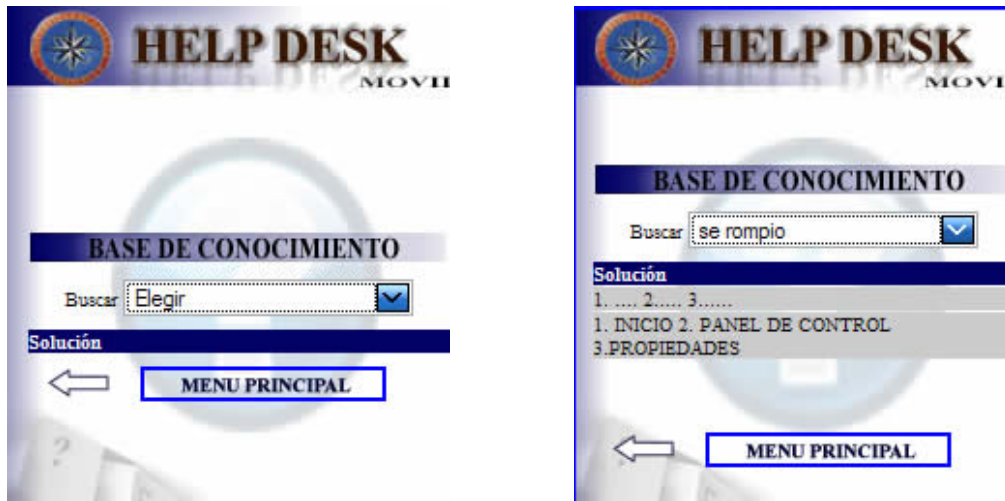 HELP DESK
MOVIL
BASE DE CONOCIMIENTO
Buscar Elegir
Solución
MENU PRINCIPAL
HELP DESK
MOVI
BASE DE CONOCIMIENTO
Buscar se rompio
Solución
1. .... 2..... 3......
1. INICIO 2. PANEL DE CONTROL
3.PROPIEDADES
MENU PRINCIPAL